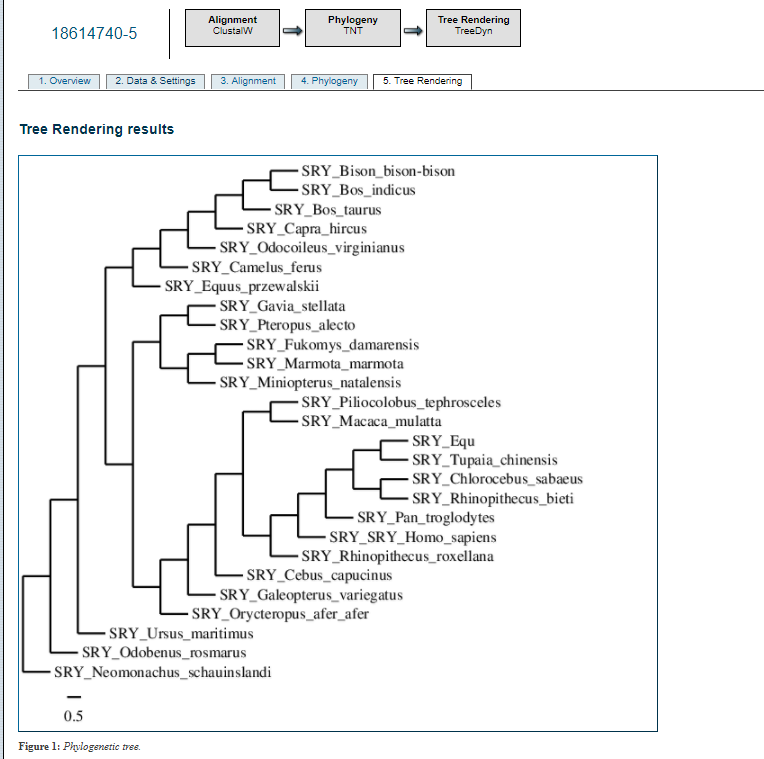 18614740-5
Alignment
ClustalW
Phylogeny
TNT
Tree Rendering
TreeDyn
1. Overview
2. Data & Settings
3. Alignment
4. Phylogeny
5. Tree Rendering
Tree Rendering results
SRY_Bison_bison-bison
SRY_Bos_indicus
SRY_Bos_taurus
SRY_Capra_hircus
SRY_Odocoileus_virginianus
SRY_Camelus_ferus
SRY_Equus_przewalskii
SRY_Gavia_stellata
SRY_Pteropus_alecto
SRY_Fukomys_damarensis
SRY_Marmota_marmota
SRY_Miniopterus_natalensis
SRY_Piliocolobus_tephrosceles
SRY_Macaca_mulatta
SRY_Equ
SRY_Tupaia_chinensis
SRY_Chlorocebus_sabaeus
SRY_Rhinopithecus_bieti
SRY_Pan_troglodytes
SRY_SRY_Homo_sapiens
SRY_Rhinopithecus_roxellana
SRY_Cebus_capucinus
SRY_Galeopterus_variegatus
SRY_Orycteropus_afer_afer
SRY_Ursus_maritimus
SRY_Odobenus_rosmarus
SRY_Neomonachus_schauinslandi
0.5
Figure 1: Phylogenetic tree.